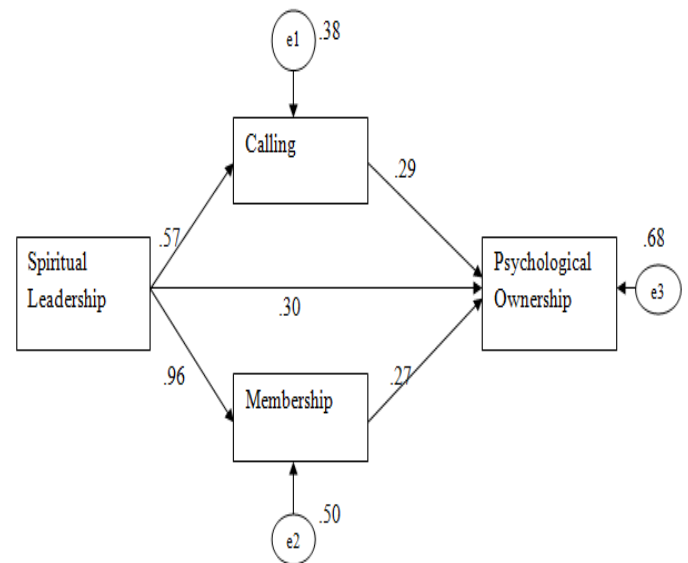 e1
.38
Calling
.29
.57
Spiritual
Leadership
.30
Psychological
Ownership
.68
e3
.96
Membership
.27
e2
.50